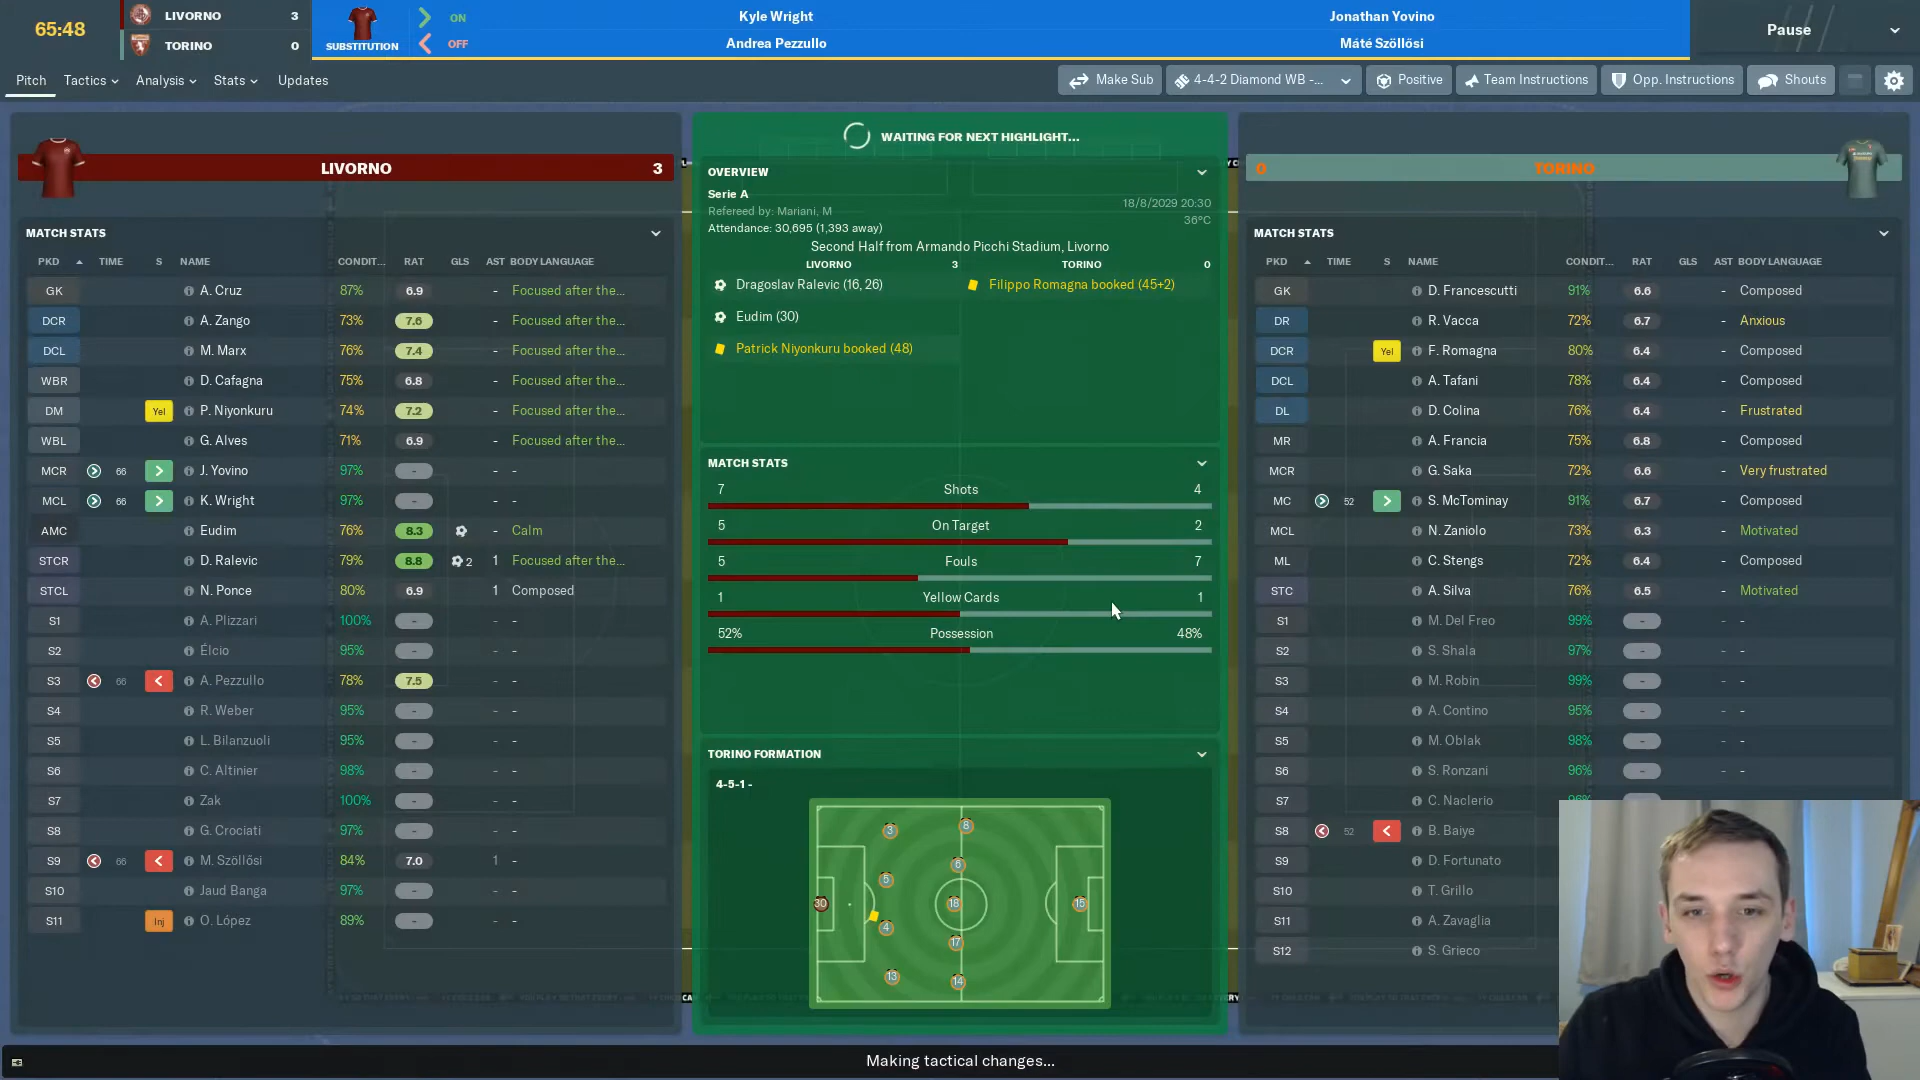 65:48
LIVORNO 3
TORINO 0
SUBSTITUTION
ON Kyle Wright Jonathan Yovino
OFF Andrea Pezzullo Máté Szöllősi
Pause
Pitch Tactics Analysis Stats Updates
Make Sub 4-4-2 Diamond WB -... Positive Team Instructions Opp. Instructions Shouts
LIVORNO 3
MATCH STATS
PKD TIME S NAME CONDIT... RAT GLS AST BODY LANGUAGE
GK A. Cruz 87% 6.9 - Focused after the...
DCR A. Zango 73% 7.6 - Focused after the...
DCL M. Marx 76% 7.4 - Focused after the...
WBR D. Cafagna 75% 6.8 - Focused after the...
DM Yel P. Niyonkuru 74% 7.2 - Focused after the...
WBL G. Alves 71% 6.9 - Focused after the...
MCR 66 J. Yovino 97% - - -
MCL 66 K. Wright 97% - - -
AMC Eudim 76% 8.3 - Calm
STCR D. Ralevic 79% 8.8 2 1 Focused after the...
STCL N. Ponce 80% 6.9 1 Composed
S1 A. Plizzari 100% - - -
S2 Élcio 95% - - -
S3 66 A. Pezzullo 78% 7.5 - -
S4 R. Weber 95% - - -
S5 L. Bilanzuoli 95% - - -
S6 C. Altinier 98% - - -
S7 Zak 100% - - -
S8 G. Crociati 97% - - -
S9 66 M. Szöllősi 84% 7.0 1 -
S10 Jaud Banga 97% - - -
S11 Inj O. López 89% - - -
WAITING FOR NEXT HIGHLIGHT...
OVERVIEW
Serie A
18/8/2029 20:30
Refereed by: Mariani, M
36°C
Attendance: 30,695 (1,393 away)
Second Half from Armando Picchi Stadium, Livorno
LIVORNO 3 TORINO 0
Dragoslav Ralevic (16, 26) Filippo Romagna booked (45+2)
Eudim (30)
Patrick Niyonkuru booked (48)
MATCH STATS
7 Shots 4
5 On Target 2
5 Fouls 7
1 Yellow Cards 1
52% Possession 48%
TORINO FORMATION
4-5-1 -
3 8
6
5
30 18 15
4
17
13 14
0 TORINO
MATCH STATS
PKD TIME S NAME CONDIT... RAT GLS AST BODY LANGUAGE
GK D. Francescutti 91% 6.6 - Composed
DR R. Vacca 72% 6.7 - Anxious
DCR Yel F. Romagna 80% 6.4 - Composed
DCL A. Tafani 78% 6.4 - Composed
DL D. Colina 76% 6.4 - Frustrated
MR A. Francia 75% 6.8 - Composed
MCR G. Saka 72% 6.6 - Very frustrated
MC 52 S. McTominay 91% 6.7 - Composed
MCL N. Zaniolo 73% 6.3 - Motivated
ML C. Stengs 72% 6.4 - Composed
STC A. Silva 76% 6.5 - Motivated
S1 M. Del Freo 99% - - -
S2 S. Shala 97% - - -
S3 M. Robin 99% - - -
S4 A. Contino 95% - - -
S5 M. Oblak 98% - - -
S6 S. Ronzani 96% - - -
S7 C. Naclerio
S8 52 B. Baiye
S9 D. Fortunato
S10 T. Grillo
S11 A. Zavaglia
S12 S. Grieco
Making tactical changes...